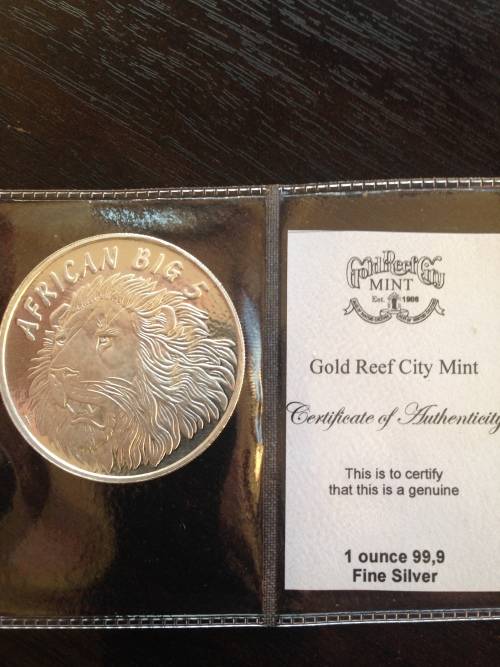 AFRICAN BIG 5
Gold Reef City
MINT
Est. 1986
Gold Reef City Mint
Certificate of Authenticity
This is to certify
that this is a genuine
1 ounce 99,9
Fine Silver